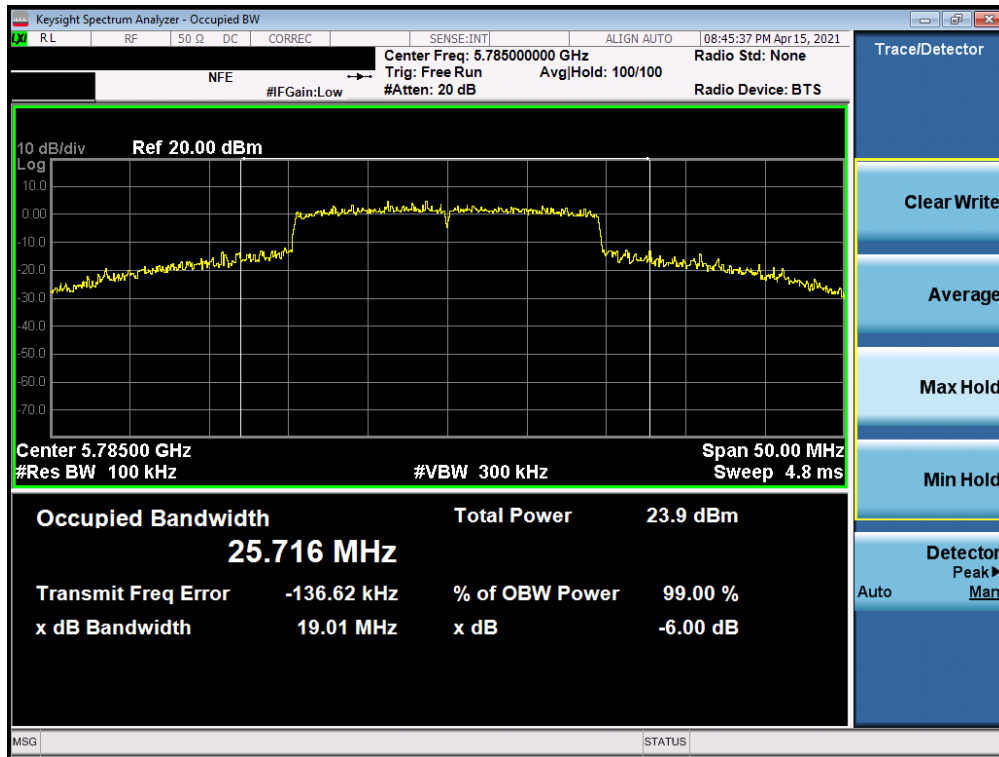 Keysight Spectrum Analyzer - Occupied BW
LXI RL RF 50 Ω DC CORREC SENSE:INT ALIGN AUTO 08:45:37 PM Apr 15, 2021
Center Freq: 5.785000000 GHz Radio Std: None
NFE Trig: Free Run Avg|Hold: 100/100
#IFGain:Low #Atten: 20 dB Radio Device: BTS
10 dB/div Ref 20.00 dBm
Log
10.0
0.00
-10.0
-20.0
-30.0
-40.0
-50.0
-60.0
-70.0
Center 5.78500 GHz Span 50.00 MHz
#Res BW 100 kHz #VBW 300 kHz Sweep 4.8 ms
Occupied Bandwidth Total Power 23.9 dBm
25.716 MHz
Transmit Freq Error -136.62 kHz % of OBW Power 99.00 %
x dB Bandwidth 19.01 MHz x dB -6.00 dB
MSG STATUS
Trace/Detector
Clear Write
Average
Max Hold
Min Hold
Detector
Peak▶
Auto Man